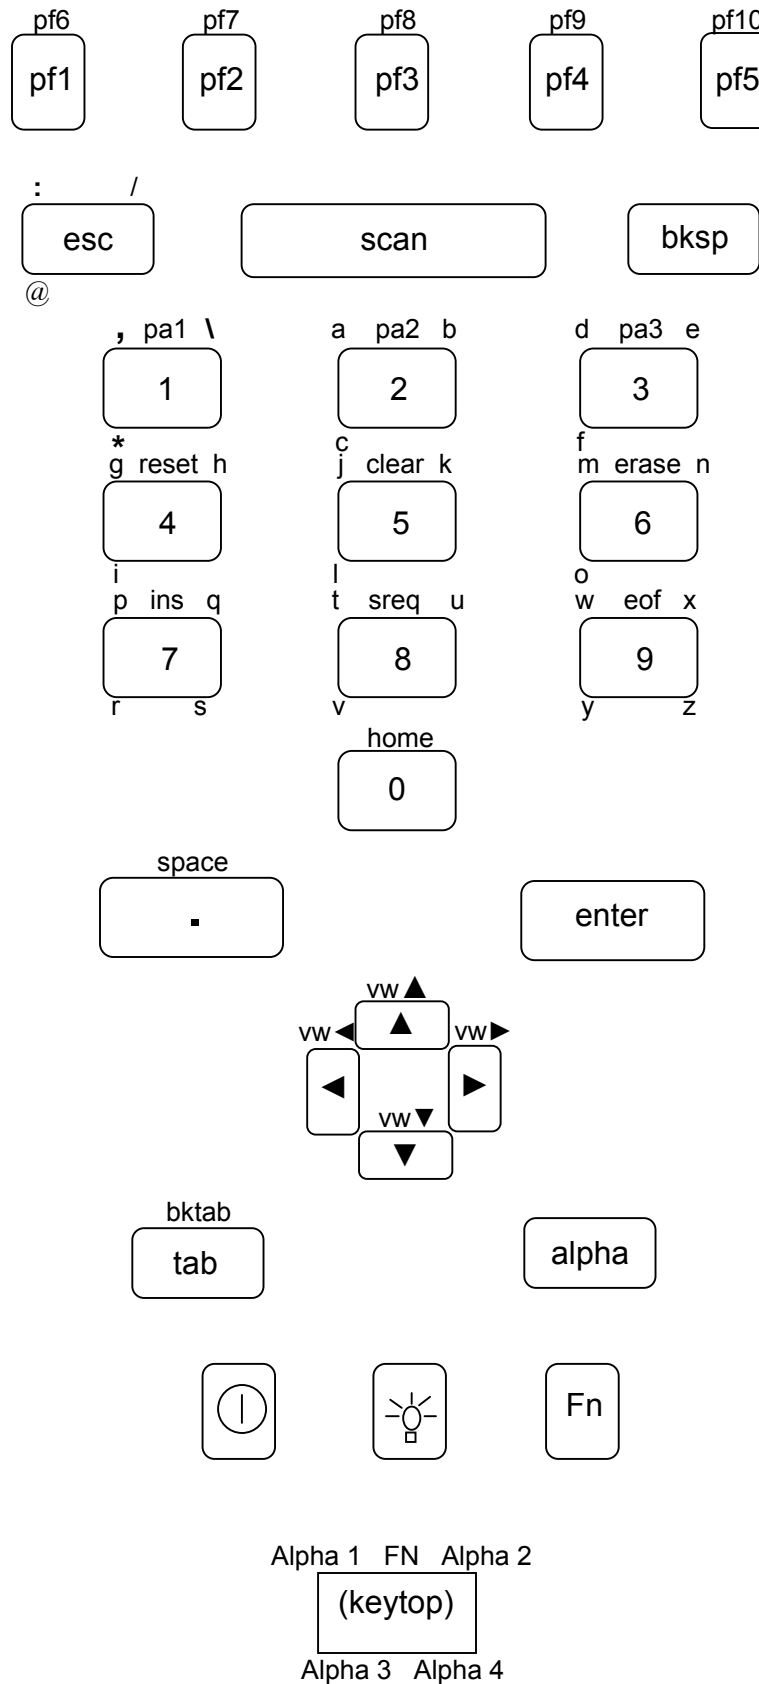 pf6 pf7 pf8 pf9 pf10
pf1 pf2 pf3 pf4 pf5
: /
esc scan bksp
@
, pa1 \ a pa2 b d pa3 e
1 2 3
* c f
g reset h j clear k m erase n
4 5 6
i l o
p ins q t sreq u w eof x
7 8 9
r s v y z
home
0
space
. enter
vw ▲
vw ◄ ▲ vw ►
◄ ►
vw ▼
▼
bktab
tab alpha
Fn
Alpha 1 FN Alpha 2
(keytop)
Alpha 3 Alpha 4